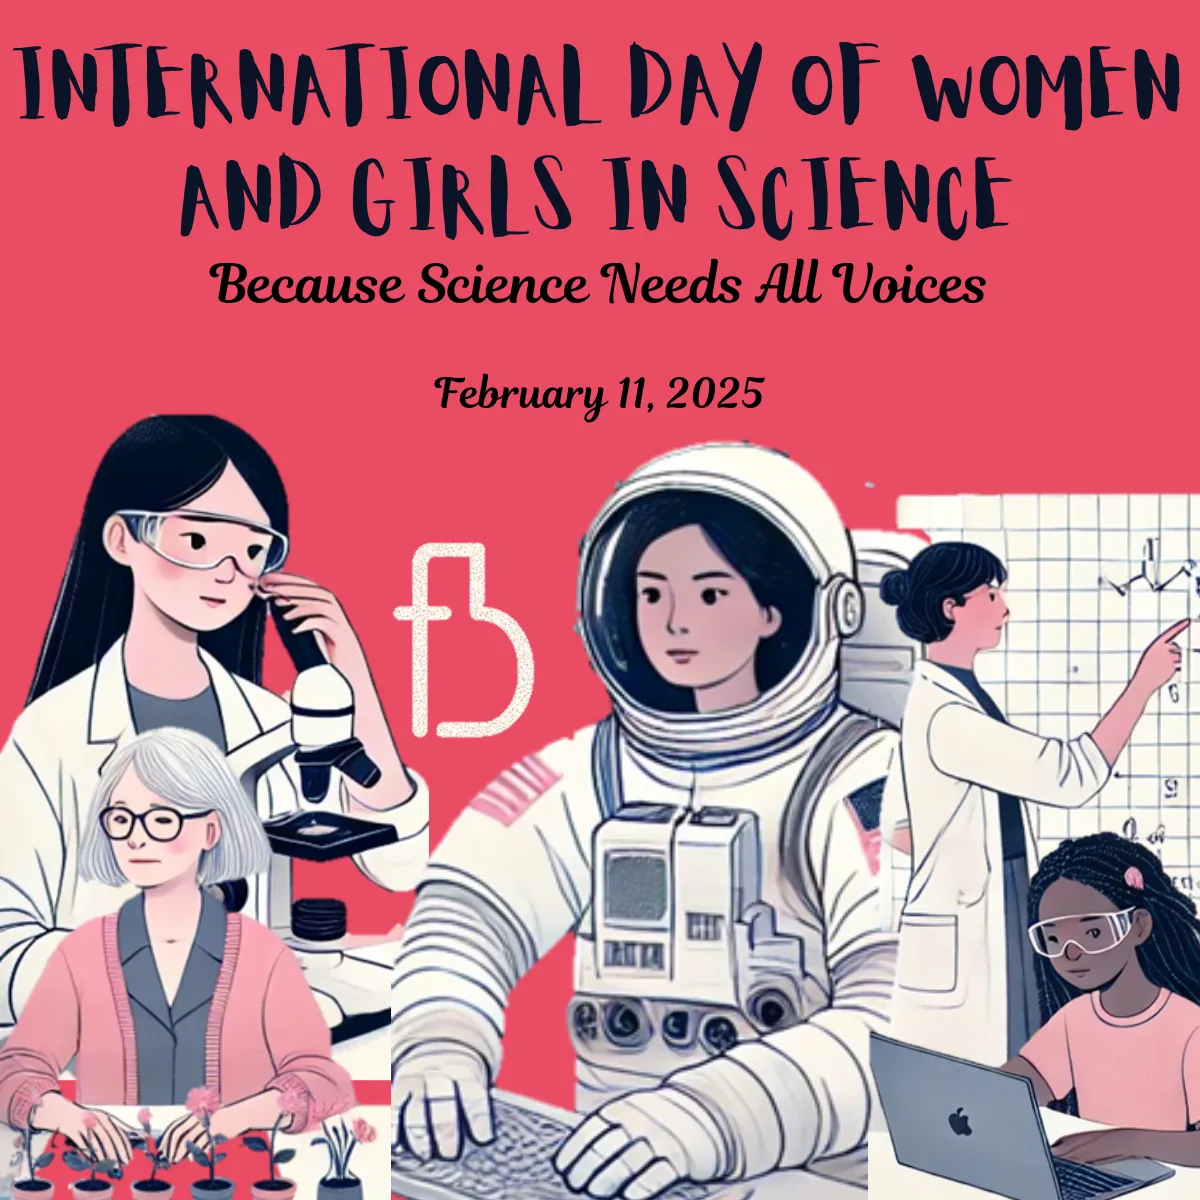 INTERNATIONAL DAY OF WOMEN
AND GIRLS IN SCIENCE
Because Science Needs All Voices
February 11, 2025